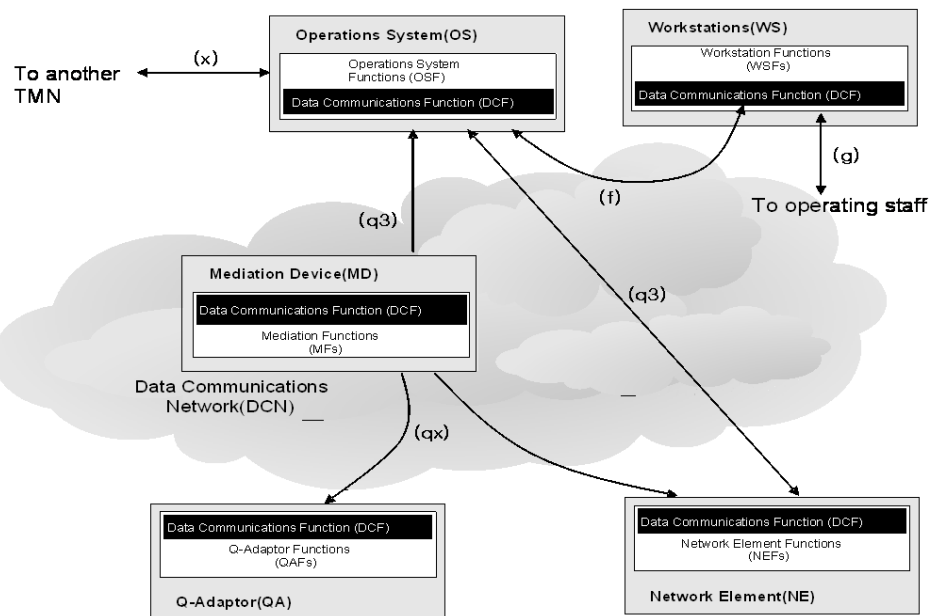 Operations System(OS)
Operations System
Functions (OSF)
Data Communications Function (DCF)
Workstations(WS)
Workstation Functions
(WSFs)
Data Communications Function (DCF)
(x)
To another
TMN
(g)
To operating staff
(f)
(q3)
(q3)
Mediation Device(MD)
Data Communications Function (DCF)
Mediation Functions
(MFs)
Data Communications
Network(DCN)
(qx)
Data Communications Function (DCF)
Q-Adaptor Functions
(QAFs)
Q-Adaptor(QA)
Data Communications Function (DCF)
Network Element Functions
(NEFs)
Network Element(NE)